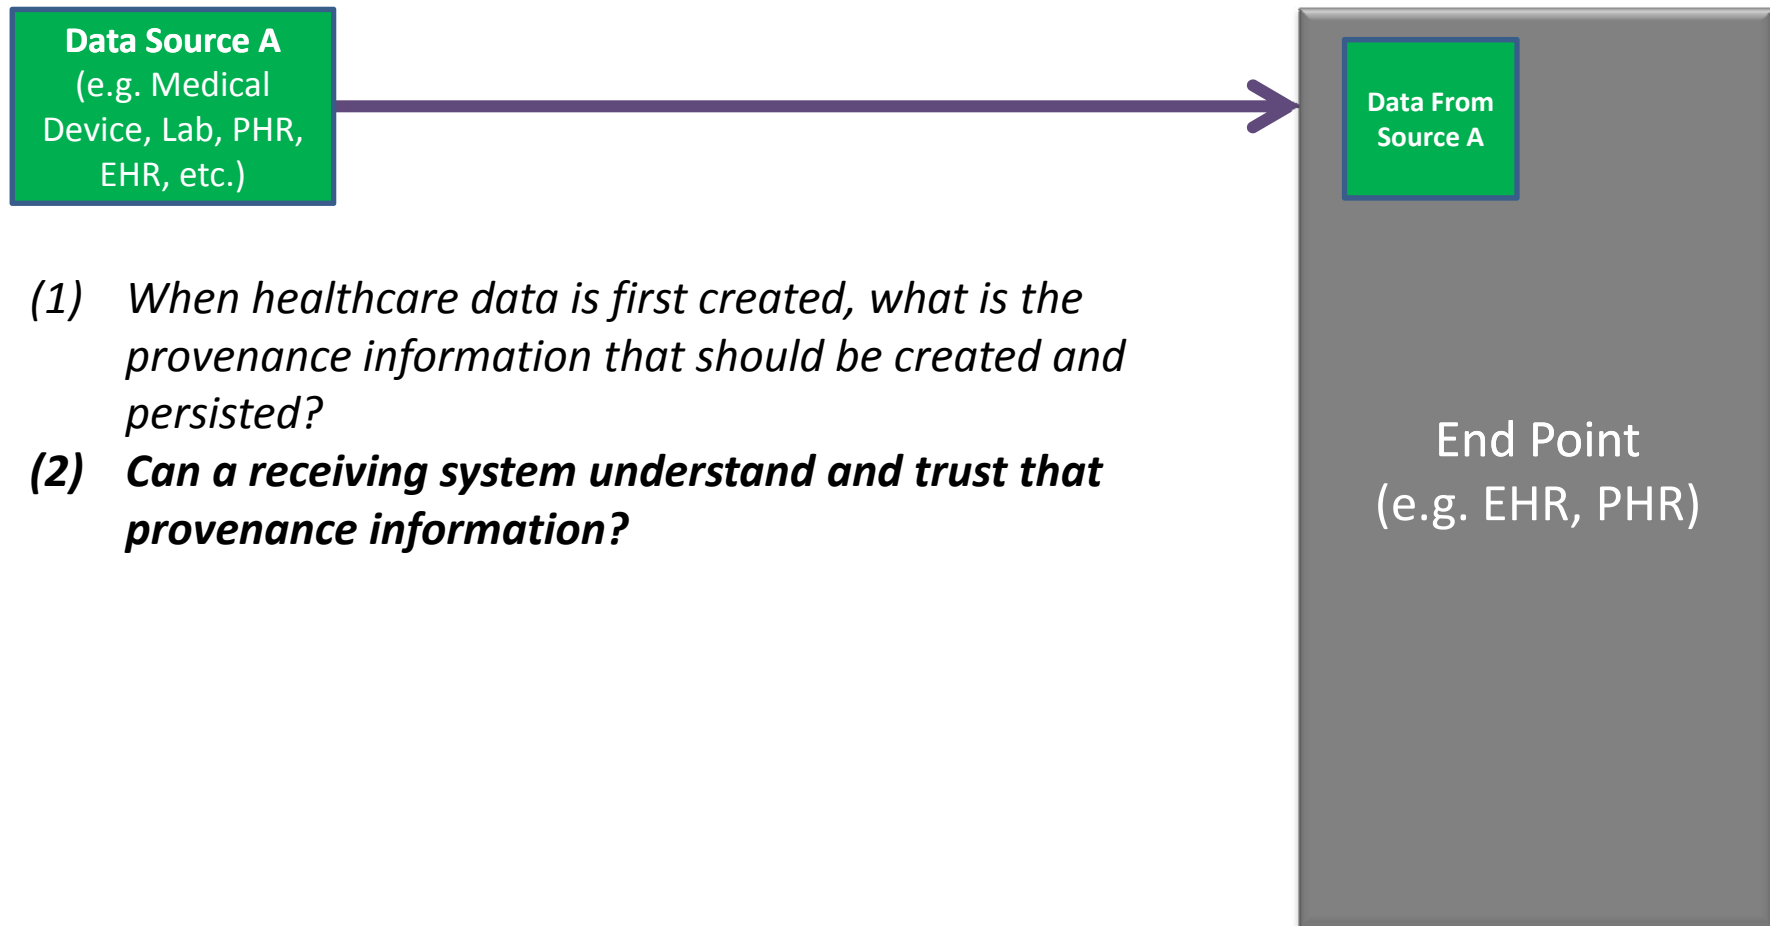 Data Source A
(e.g. Medical
Device, Lab, PHR,
EHR, etc.)
Data From
Source A
(1) When healthcare data is first created, what is the
provenance information that should be created and
persisted?
(2) Can a receiving system understand and trust that
provenance information?
End Point
(e.g. EHR, PHR)